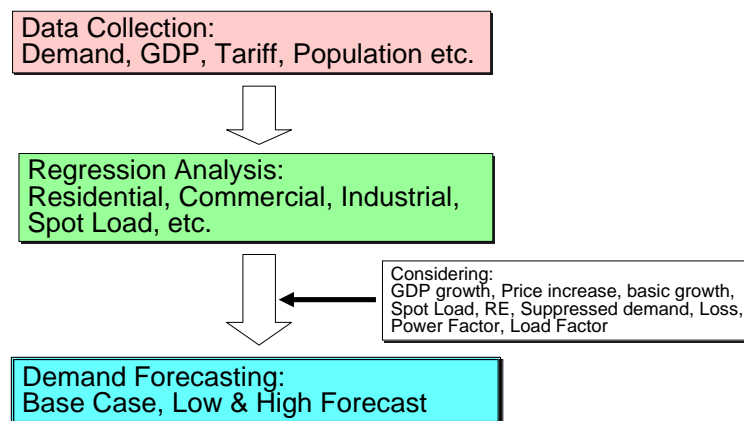 Data Collection:
Demand, GDP, Tariff, Population etc.
Regression Analysis:
Residential, Commercial, Industrial,
Spot Load, etc.
Considering:
GDP growth, Price increase, basic growth,
Spot Load, RE, Suppressed demand, Loss,
Power Factor, Load Factor
Demand Forecasting:
Base Case, Low & High Forecast